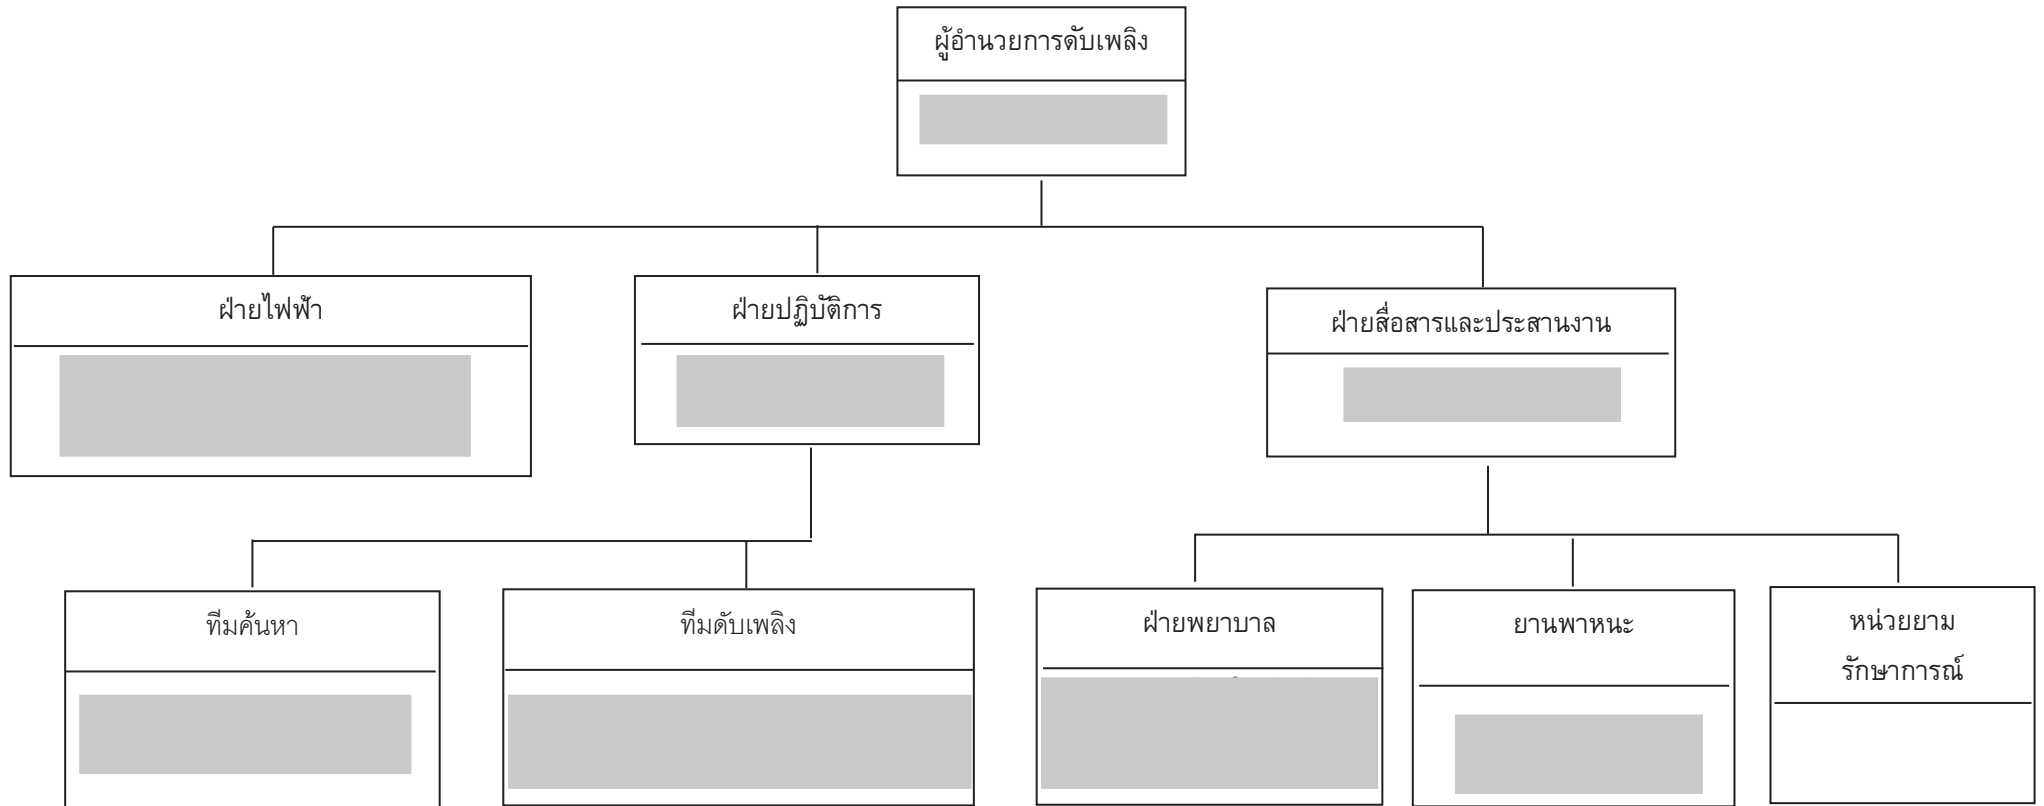 ผู้อำนวยการดับเพลิง
ฝ่ายไฟฟ้า
ฝ่ายปฏิบัติการ
ฝ่ายสื่อสารและประสานงาน
ทีมค้นหา
ทีมดับเพลิง
ฝ่ายพยาบาล
ยานพาหนะ
หน่วยยาม
รักษาการณ์